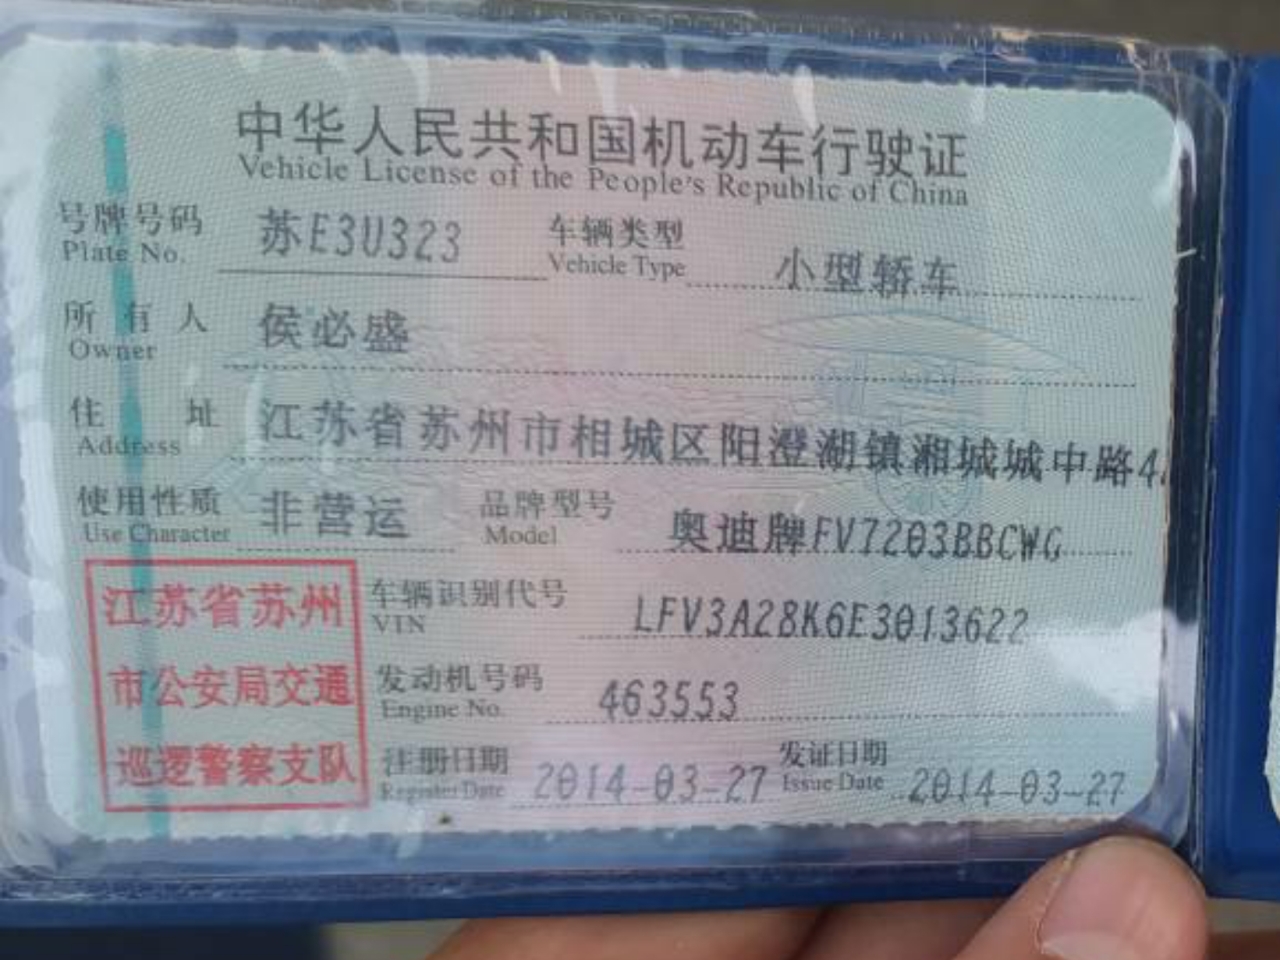 中华人民共和国机动车行驶证
Vehicle License of the People's Republic of China
号牌号码 苏E3U323 车辆类型 小型轿车
Plate No. Vehicle Type
所有人 侯必盛
Owner
住址 江苏省苏州市相城区阳澄湖镇湘城城中路4
Address
使用性质 非营运 品牌型号 奥迪牌FV7203BBCWG
Use Character Model
江苏省苏州
市公安局交通
巡逻警察支队
车辆识别代号 LFV3A28K6E3013622
VIN
发动机号码 463553
Engine No.
注册日期 2014-03-27 发证日期 2014-03-27
Register Date Issue Date